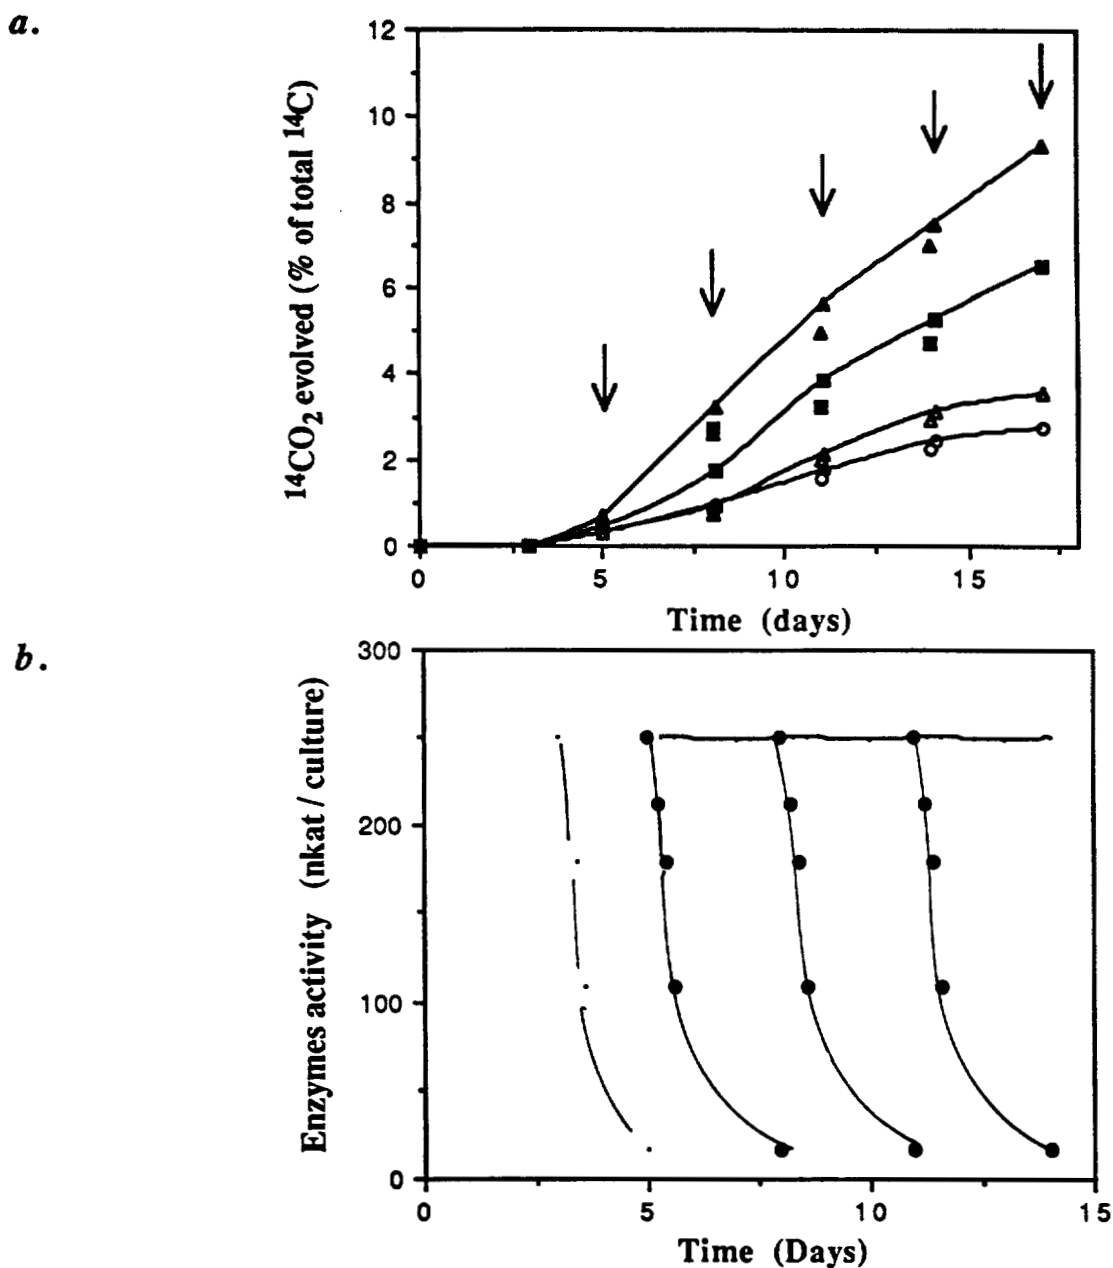 a.
12
10
8
6
4
2
0
14CO2 evolved (% of total 14C)
0 5 10 15
Time (days)
b.
300
200
100
0
Enzymes activity (nkat / culture)
0 5 10 15
Time (Days)